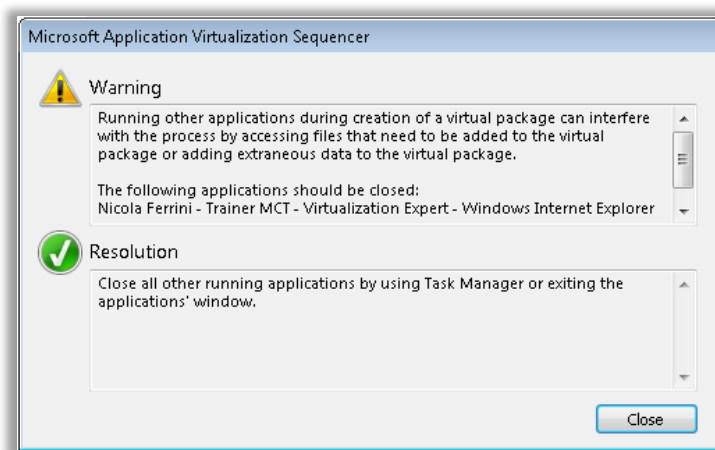 Microsoft Application Virtualization Sequencer
Warning
Running other applications during creation of a virtual package can interfere
with the process by accessing files that need to be added to the virtual
package or adding extraneous data to the virtual package.
The following applications should be closed:
Nicola Ferrini - Trainer MCT - Virtualization Expert - Windows Internet Explorer
Resolution
Close all other running applications by using Task Manager or exiting the
applications' window.
Close